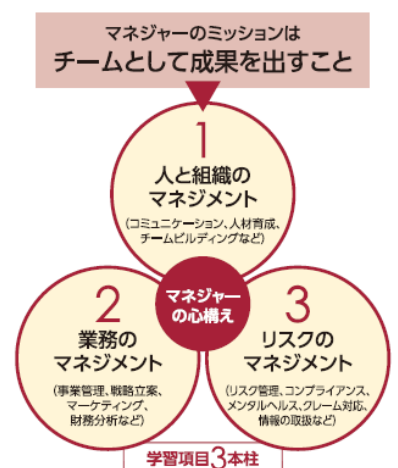 マネジャーのミッションは
チームとして成果を出すこと
1
人と組織の
マネジメント
(コミュニケーション、人材育成、
チームビルディングなど)
マネジャー
の心構え
2
業務の
マネジメント
(事業管理、戦略立案、
マーケティング、
財務分析など)
3
リスクの
マネジメント
(リスク管理、コンプライアンス、
メンタルヘルス、クレーム対応、
情報の取扱など)
学習項目3本柱